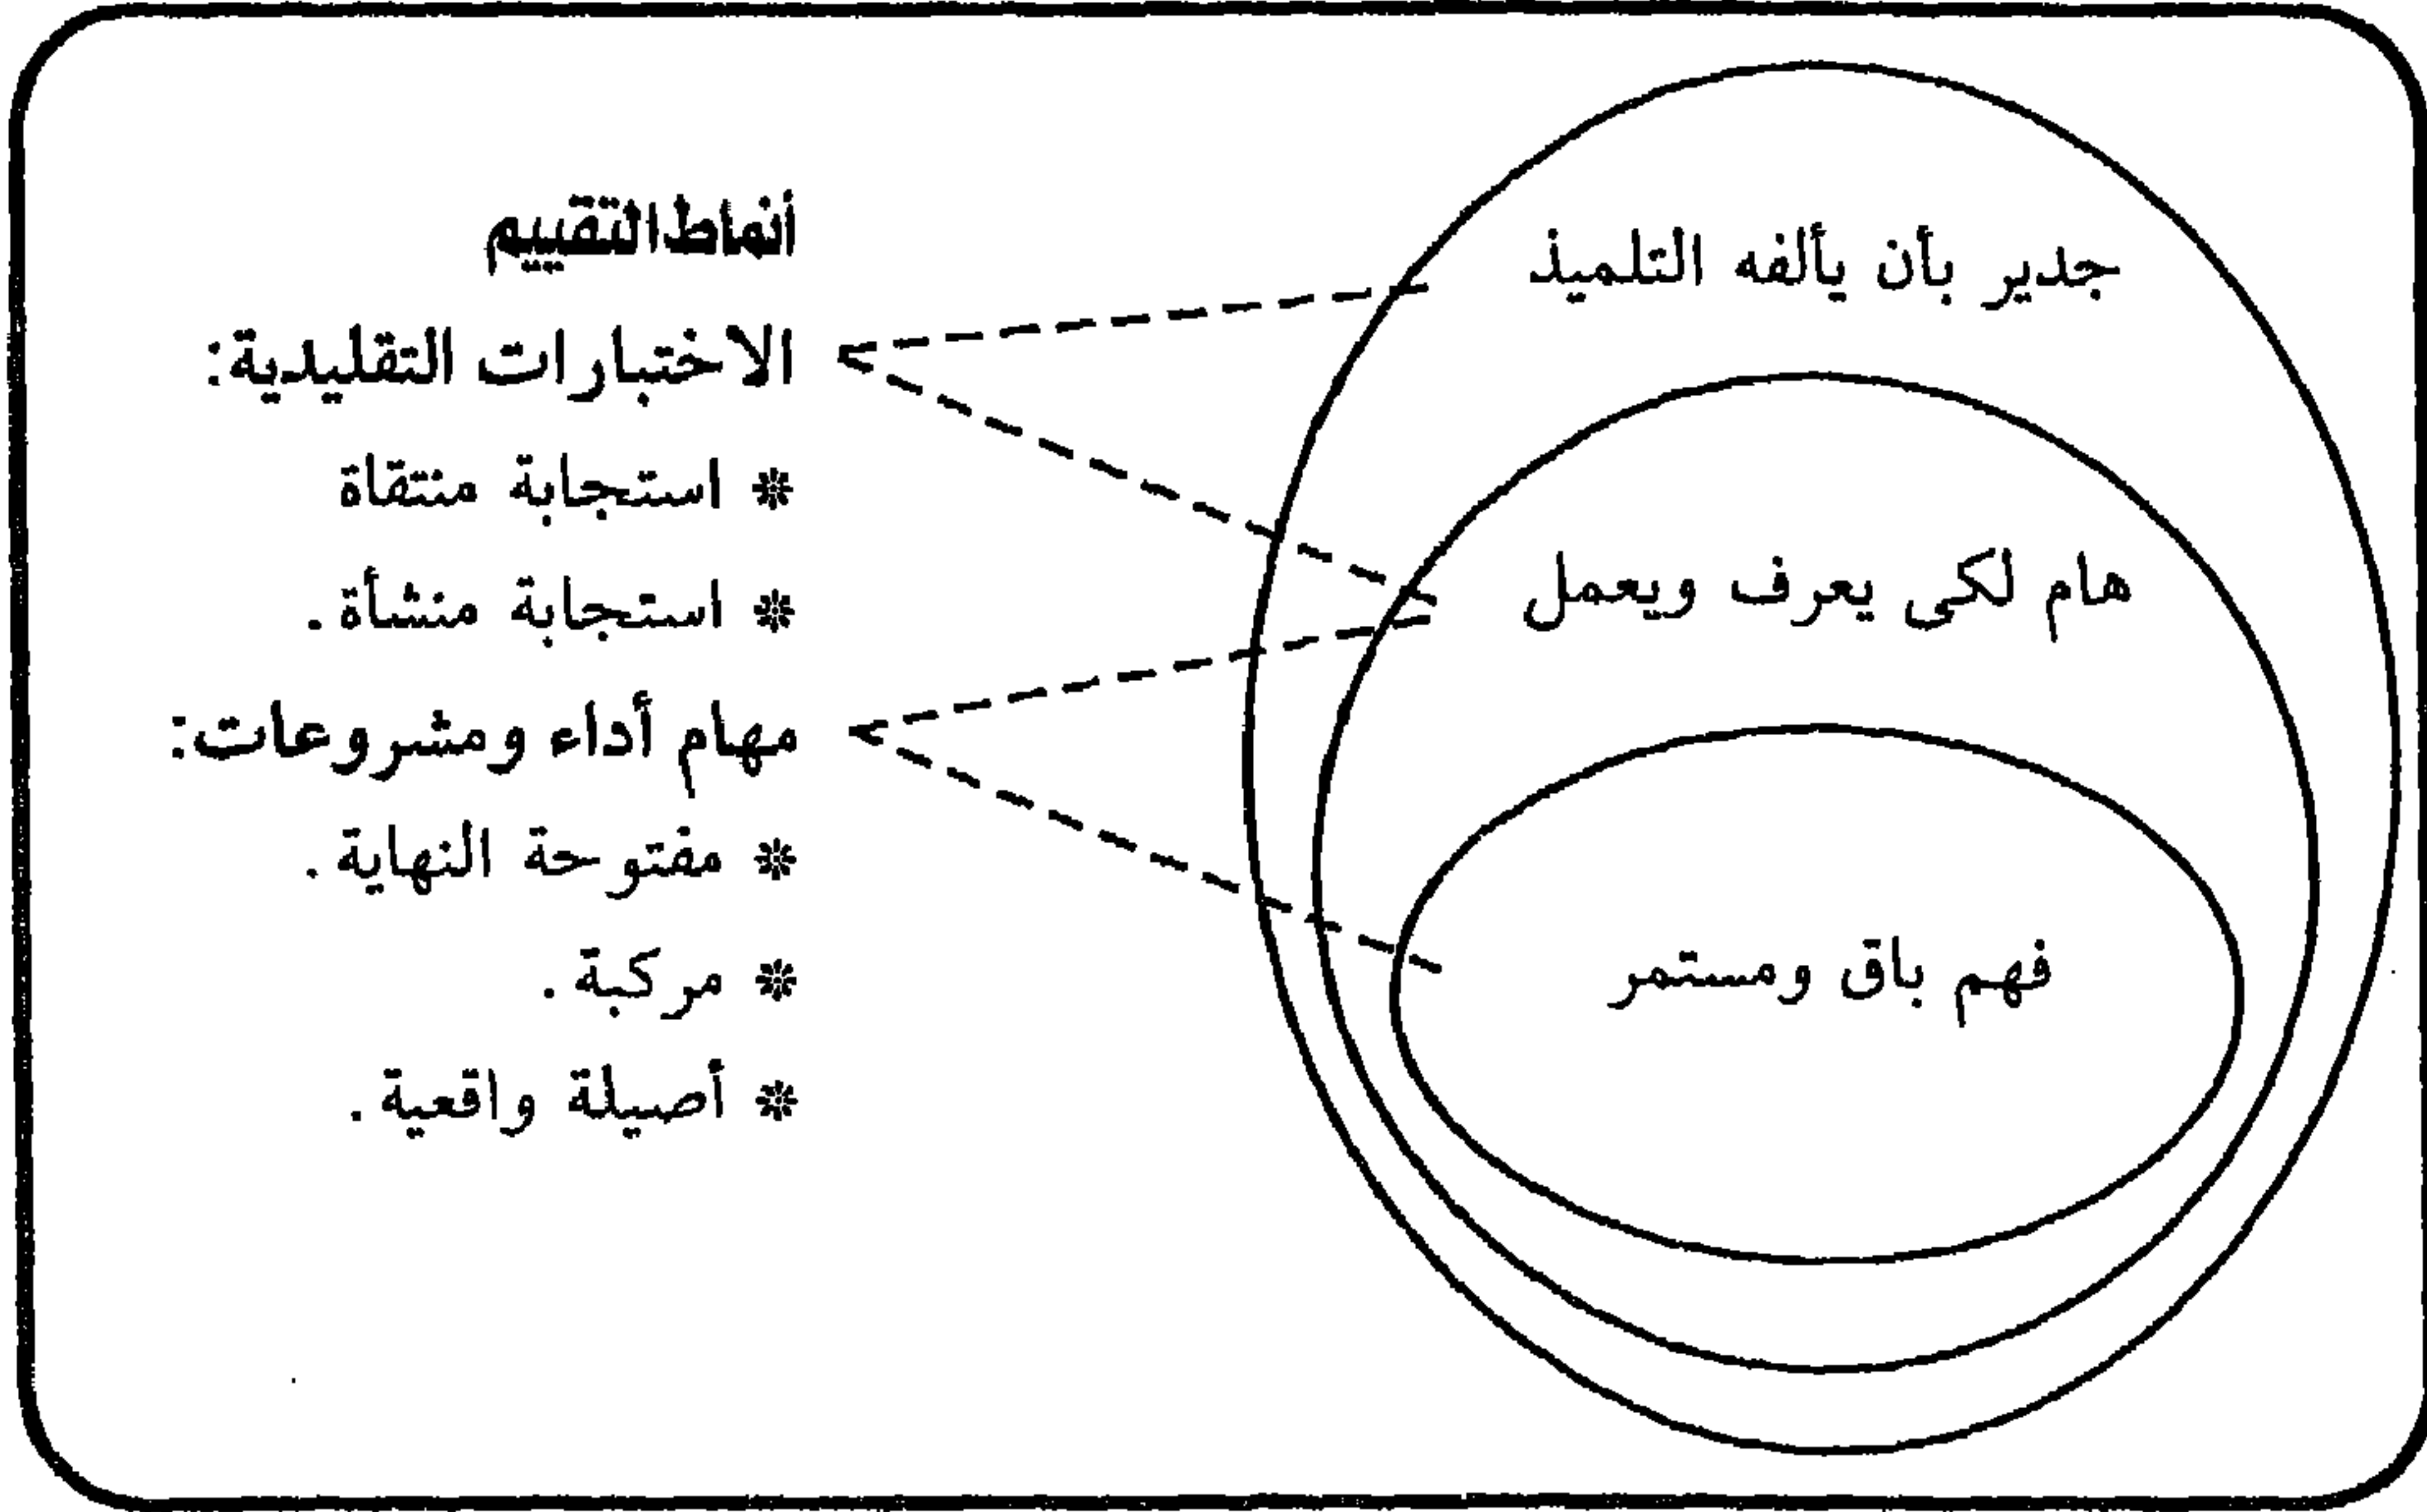 جدير بأن يألفه التلميذ
هام لكى يعرف ويعمل
فهم باق ومستمر
أنماط التقييم
الاختبارات التقليدية:
* استجابة منتقاة
* استجابة منشأة.
مهام أداء ومشروعات:
* مفتوحة النهاية.
* مركبة.
* أصيلة واقعية.